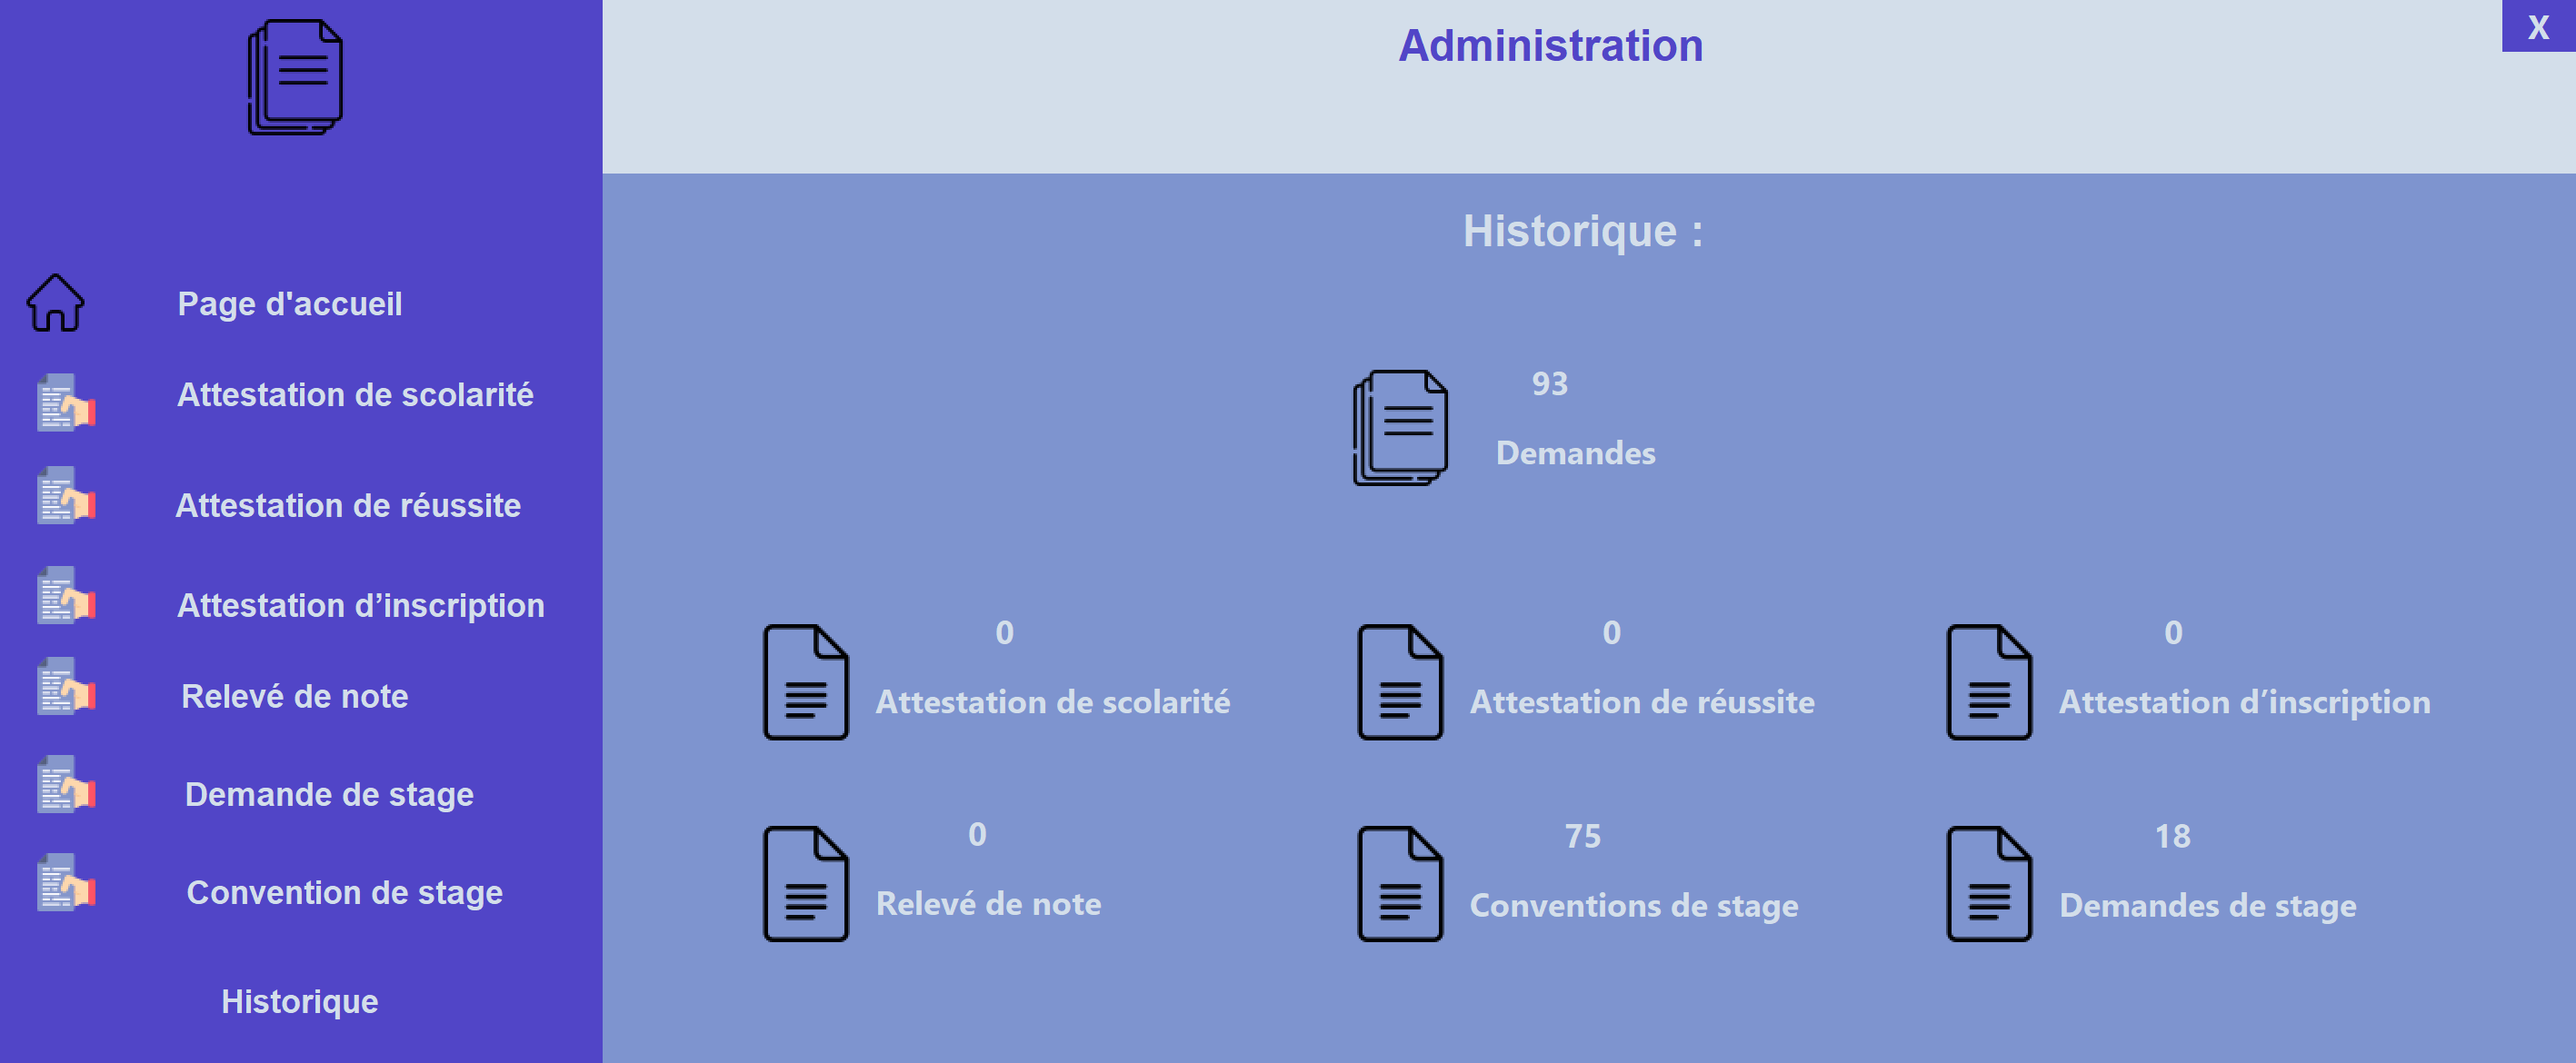 Administration
X
Page d'accueil
Attestation de scolarité
Attestation de réussite
Attestation d’inscription
Relevé de note
Demande de stage
Convention de stage
Historique
Historique :
93
Demandes
0
Attestation de scolarité
0
Attestation de réussite
0
Attestation d’inscription
0
Relevé de note
75
Conventions de stage
18
Demandes de stage